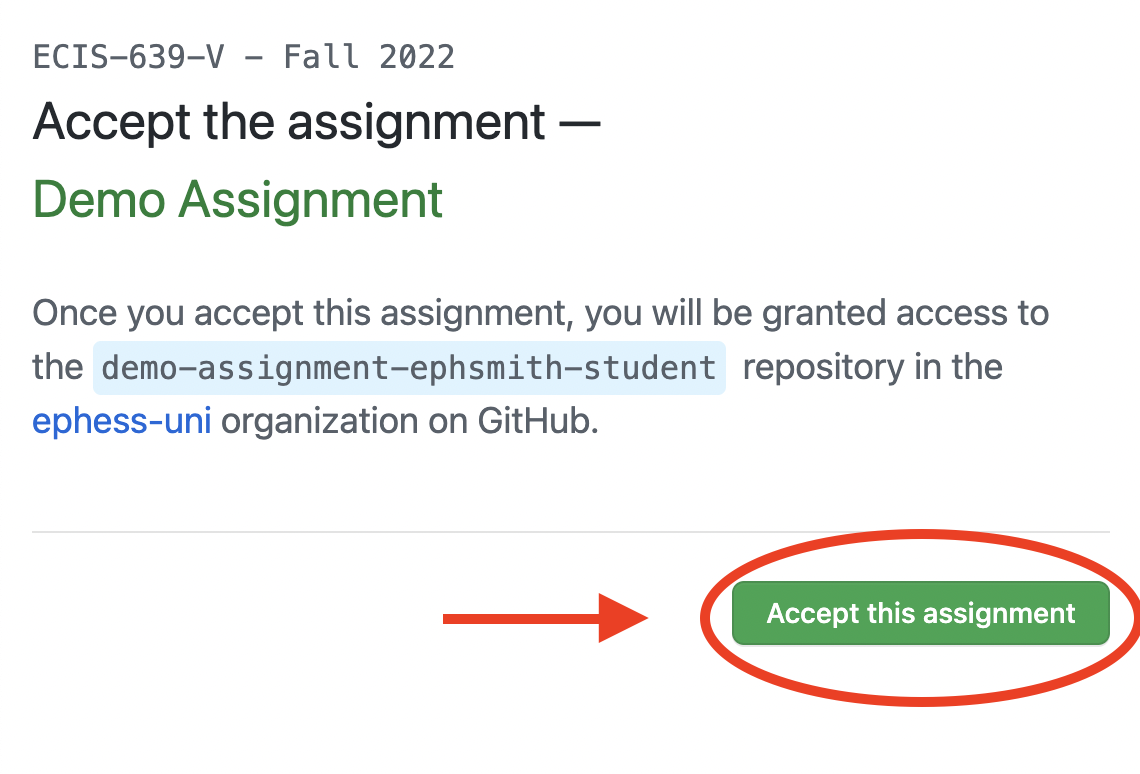 ECIS-639-V - Fall 2022
Accept the assignment —
Demo Assignment
Once you accept this assignment, you will be granted access to
the demo-assignment-ephsmith-student repository in the
ephess-uni organization on GitHub.
Accept this assignment